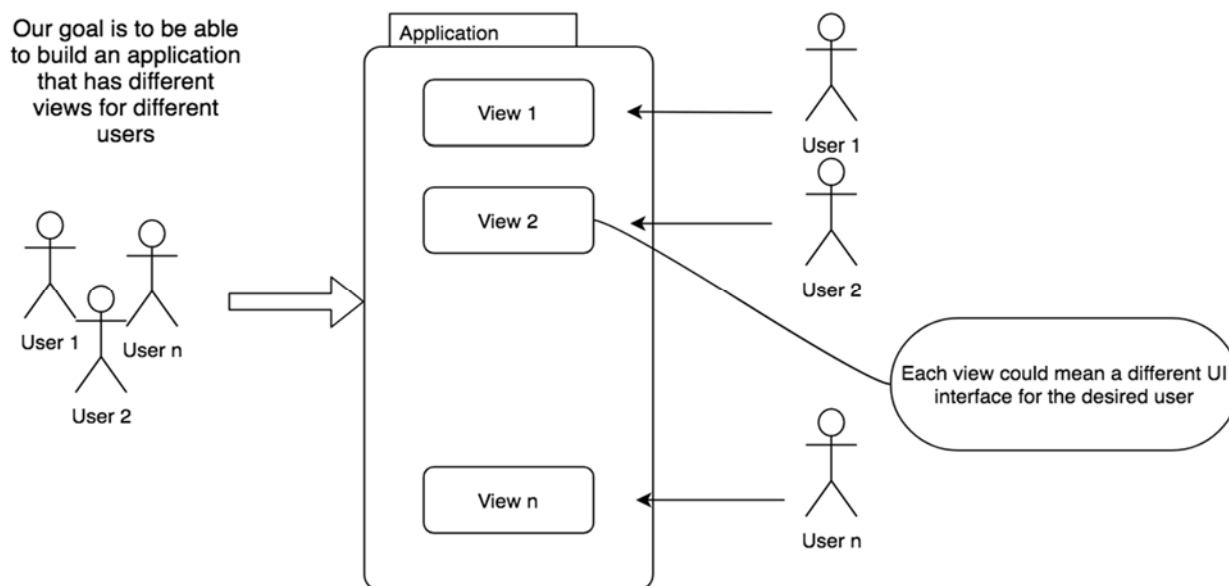 Our goal is to be able
to build an application
that has different
views for different
users
Application
View 1
View 2
View n
User 1
User 2
User n
User 1
User n
User 2
Each view could mean a different UI
interface for the desired user